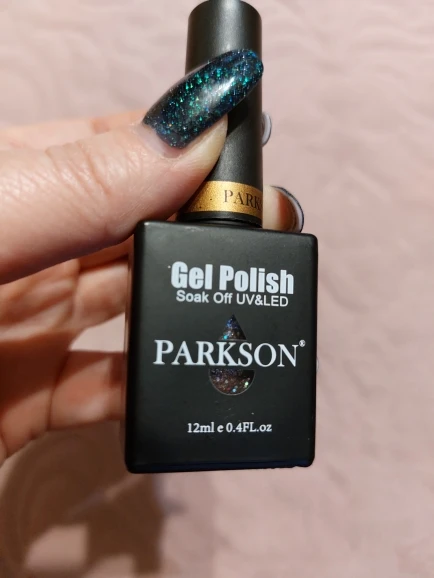 PARK
Gel Polish
Soak Off UV&LED
PARKSON®
12ml e 0.4FL.oz